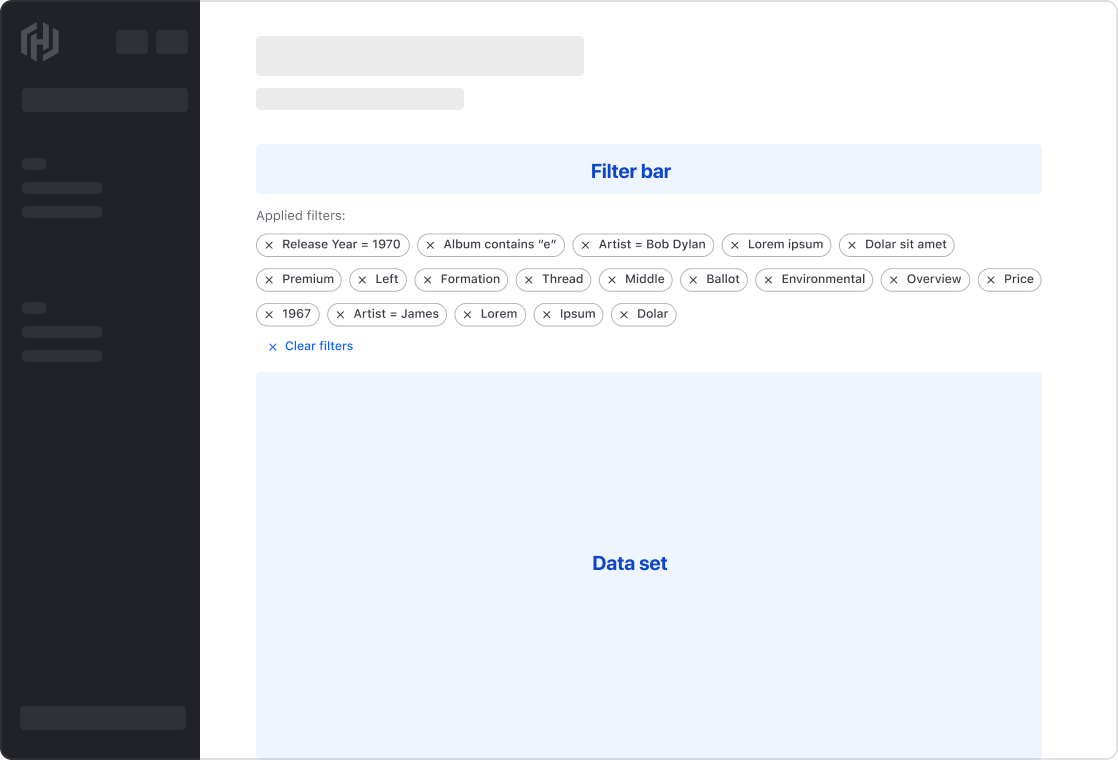 Filter bar
Applied filters:
× Release Year = 1970 × Album contains “e” × Artist = Bob Dylan × Lorem ipsum × Dolar sit amet
× Premium × Left × Formation × Thread × Middle × Ballot × Environmental × Overview × Price
× 1967 × Artist = James × Lorem × Ipsum × Dolar
× Clear filters
Data set